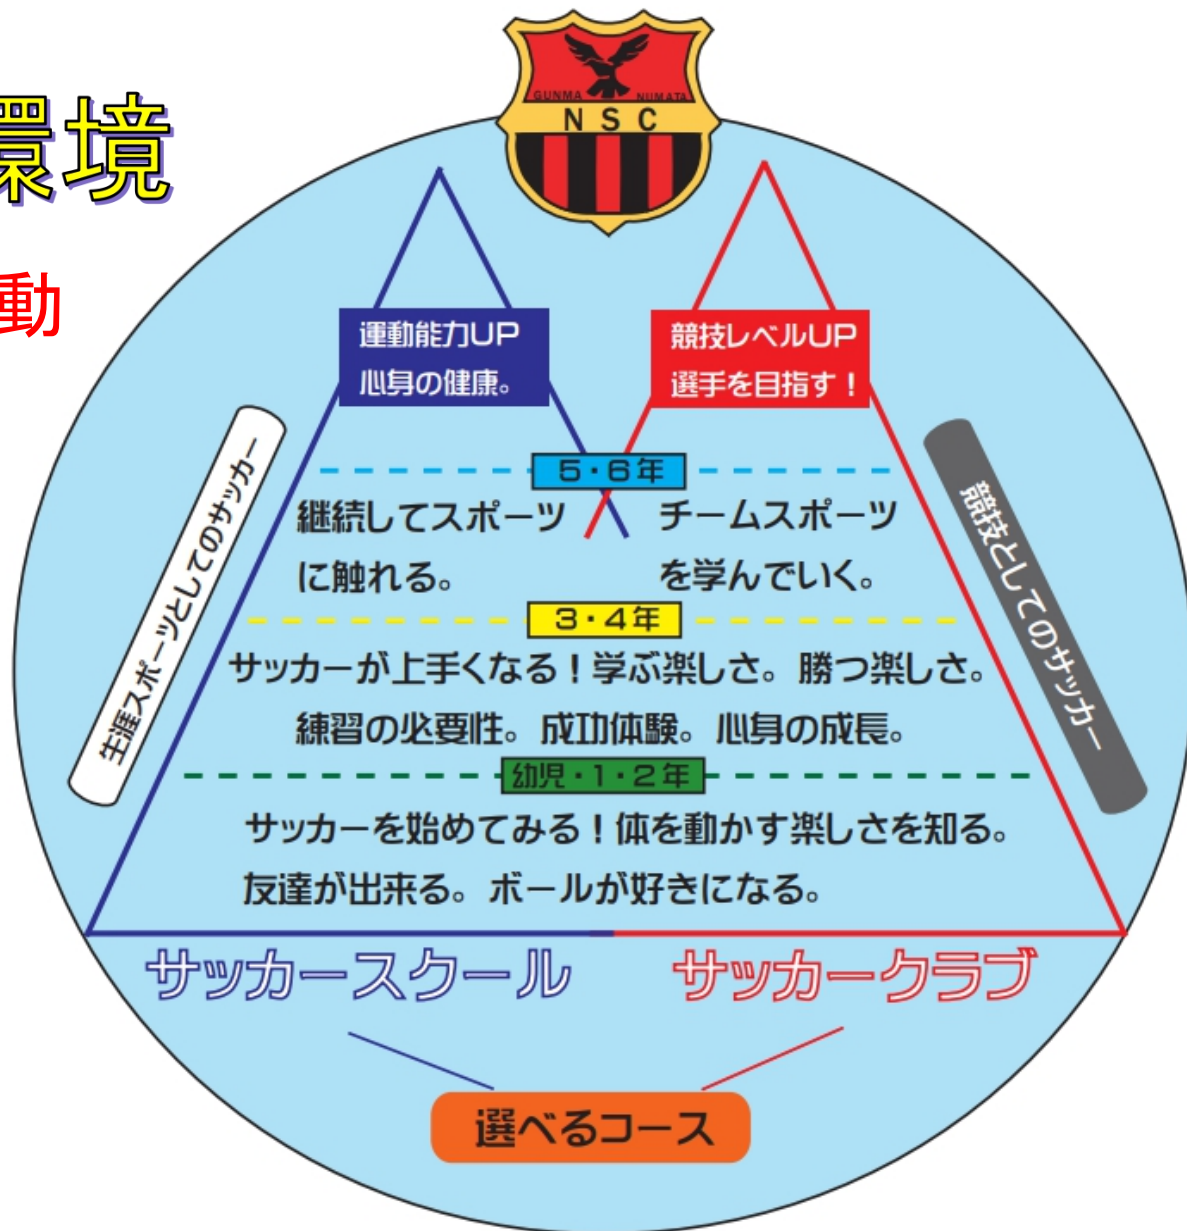 環境
動
GUNMA NUMATA
NSC
運動能力UP
心身の健康。
競技レベルUP
選手を目指す！
生涯スポーツとしてのサッカー
競技としてのサッカー
5・6年
継続してスポーツ
に触れる。
チームスポーツ
を学んでいく。
3・4年
サッカーが上手くなる！学ぶ楽しさ。勝つ楽しさ。
練習の必要性。成功体験。心身の成長。
幼児・1・2年
サッカーを始めてみる！体を動かす楽しさを知る。
友達が出来る。ボールが好きになる。
サッカースクール
サッカークラブ
選べるコース